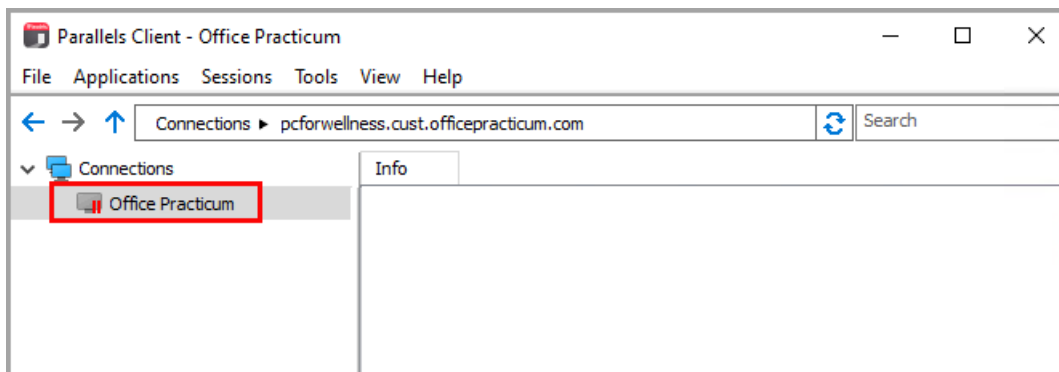 Parallels Client - Office Practicum
File Applications Sessions Tools View Help
Connections ▸ pcforwellness.cust.officepracticum.com Search
Connections Info
Office Practicum